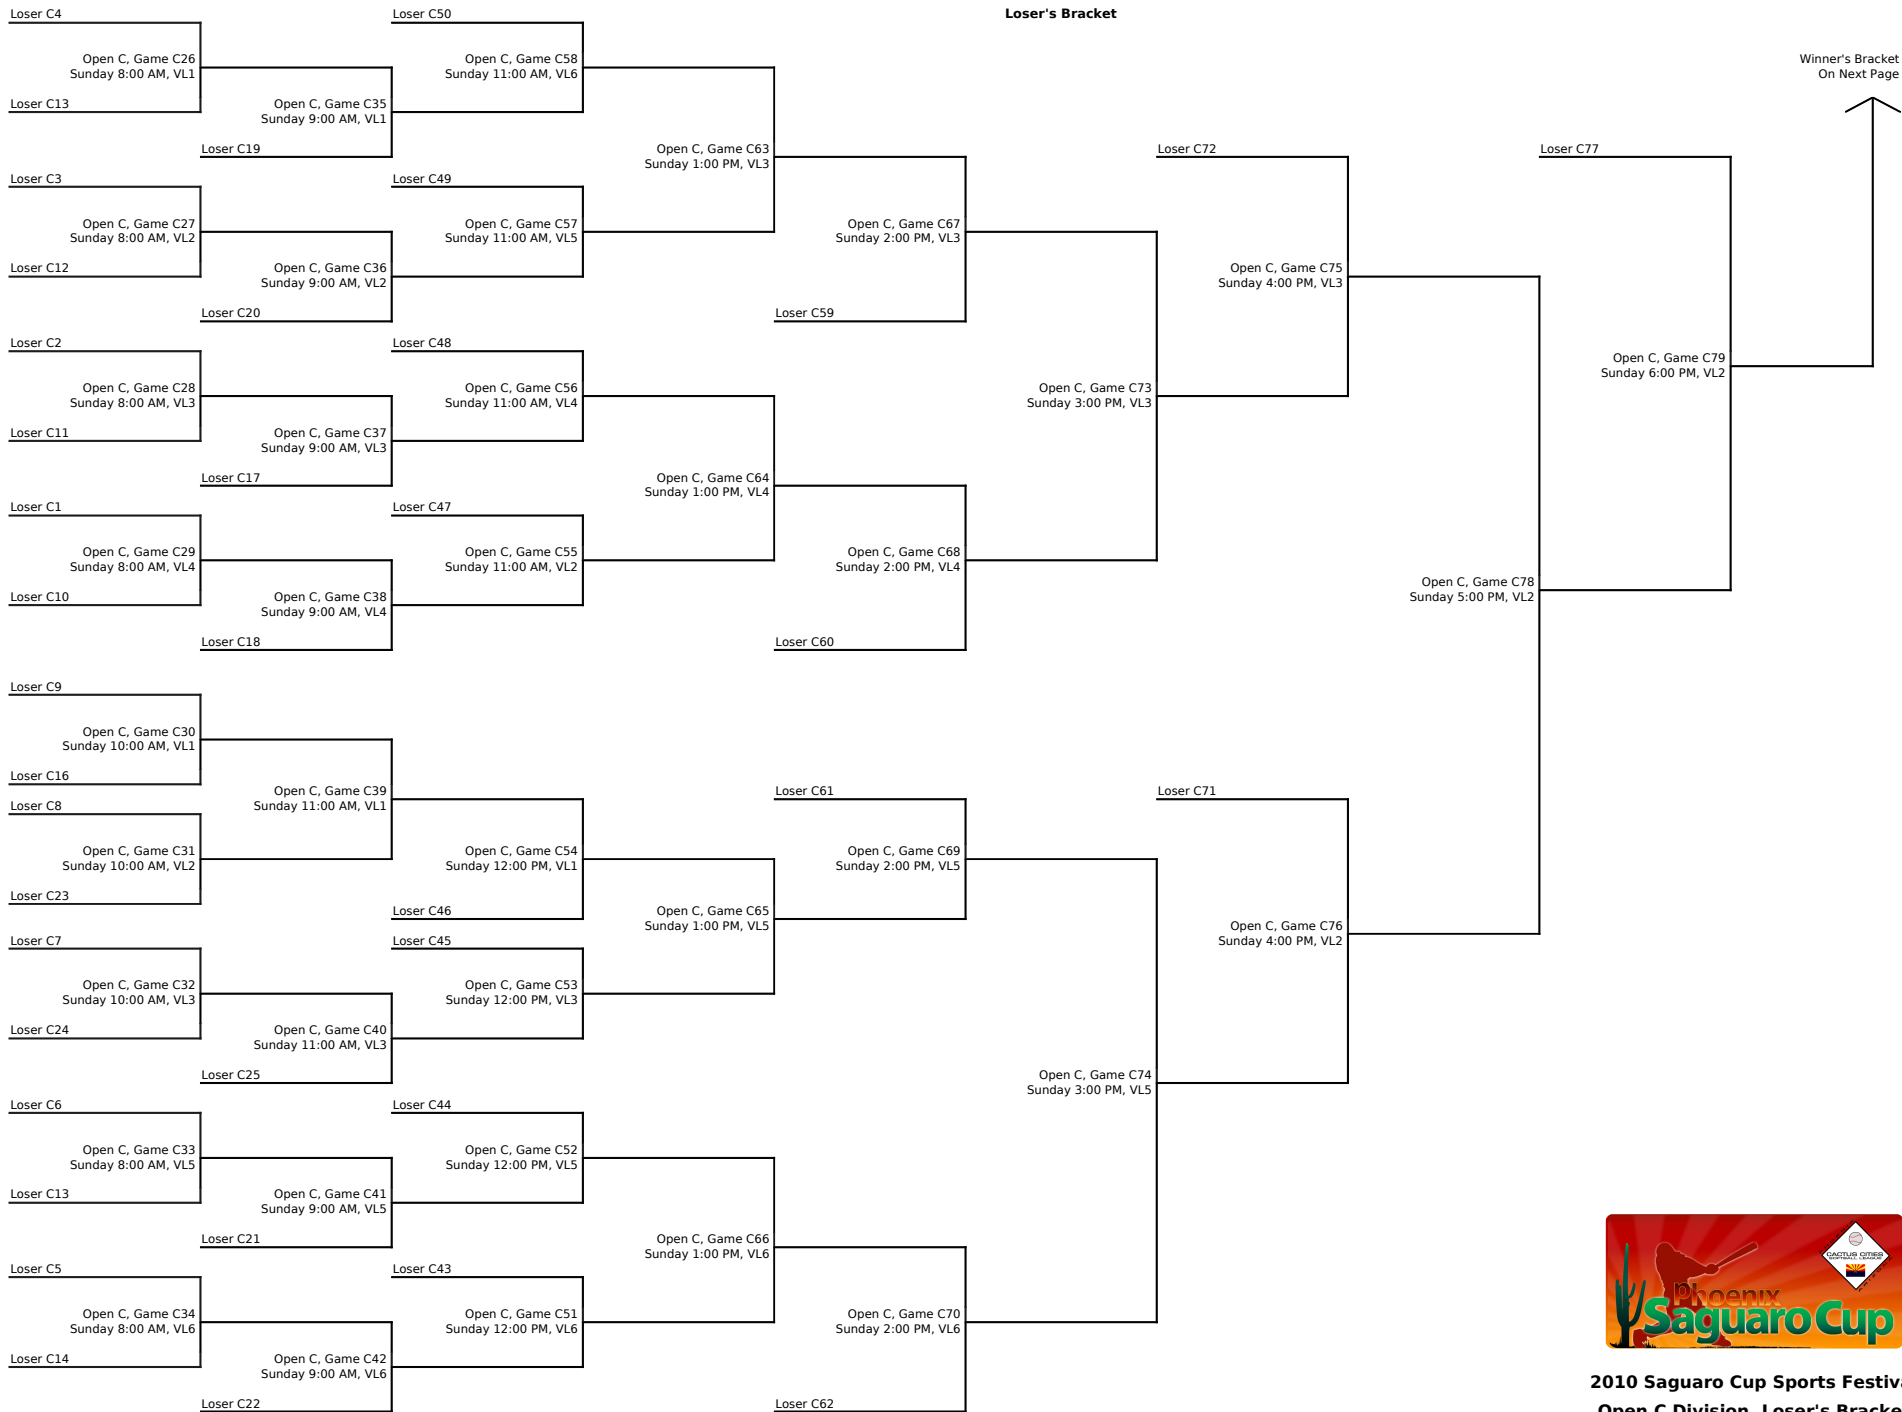 Loser's Bracket
Loser C4
Loser C50
Open C, Game C26
Sunday 8:00 AM, VL1
Open C, Game C58
Sunday 11:00 AM, VL6
Winner's Bracket
On Next Page
Loser C13
Open C, Game C35
Sunday 9:00 AM, VL1
Loser C19
Open C, Game C63
Sunday 1:00 PM, VL3
Loser C72
Loser C77
Loser C3
Loser C49
Open C, Game C27
Sunday 8:00 AM, VL2
Open C, Game C57
Sunday 11:00 AM, VL5
Open C, Game C67
Sunday 2:00 PM, VL3
Loser C12
Open C, Game C36
Sunday 9:00 AM, VL2
Open C, Game C75
Sunday 4:00 PM, VL3
Loser C20
Loser C59
Loser C2
Loser C48
Open C, Game C79
Sunday 6:00 PM, VL2
Open C, Game C28
Sunday 8:00 AM, VL3
Open C, Game C56
Sunday 11:00 AM, VL4
Open C, Game C73
Sunday 3:00 PM, VL3
Loser C11
Open C, Game C37
Sunday 9:00 AM, VL3
Loser C17
Open C, Game C64
Sunday 1:00 PM, VL4
Loser C1
Loser C47
Open C, Game C29
Sunday 8:00 AM, VL4
Open C, Game C55
Sunday 11:00 AM, VL2
Open C, Game C68
Sunday 2:00 PM, VL4
Open C, Game C78
Sunday 5:00 PM, VL2
Loser C10
Open C, Game C38
Sunday 9:00 AM, VL4
Loser C18
Loser C60
Loser C9
Open C, Game C30
Sunday 10:00 AM, VL1
Loser C16
Open C, Game C39
Sunday 11:00 AM, VL1
Loser C61
Loser C71
Loser C8
Open C, Game C31
Sunday 10:00 AM, VL2
Open C, Game C54
Sunday 12:00 PM, VL1
Open C, Game C69
Sunday 2:00 PM, VL5
Loser C23
Loser C46
Open C, Game C65
Sunday 1:00 PM, VL5
Open C, Game C76
Sunday 4:00 PM, VL2
Loser C7
Loser C45
Open C, Game C32
Sunday 10:00 AM, VL3
Open C, Game C53
Sunday 12:00 PM, VL3
Loser C24
Open C, Game C40
Sunday 11:00 AM, VL3
Loser C25
Open C, Game C74
Sunday 3:00 PM, VL5
Loser C6
Loser C44
Open C, Game C33
Sunday 8:00 AM, VL5
Open C, Game C52
Sunday 12:00 PM, VL5
Loser C13
Open C, Game C41
Sunday 9:00 AM, VL5
Loser C21
Open C, Game C66
Sunday 1:00 PM, VL6
Loser C5
Loser C43
Open C, Game C34
Sunday 8:00 AM, VL6
Open C, Game C51
Sunday 12:00 PM, VL6
Open C, Game C70
Sunday 2:00 PM, VL6
Loser C14
Open C, Game C42
Sunday 9:00 AM, VL6
Loser C22
Loser C62
CACTUS CITIES
SOFTBALL LEAGUE
Phoenix
Saguaro Cup
2010 Saguaro Cup Sports Festiva
Open C Division, Loser's Bracke